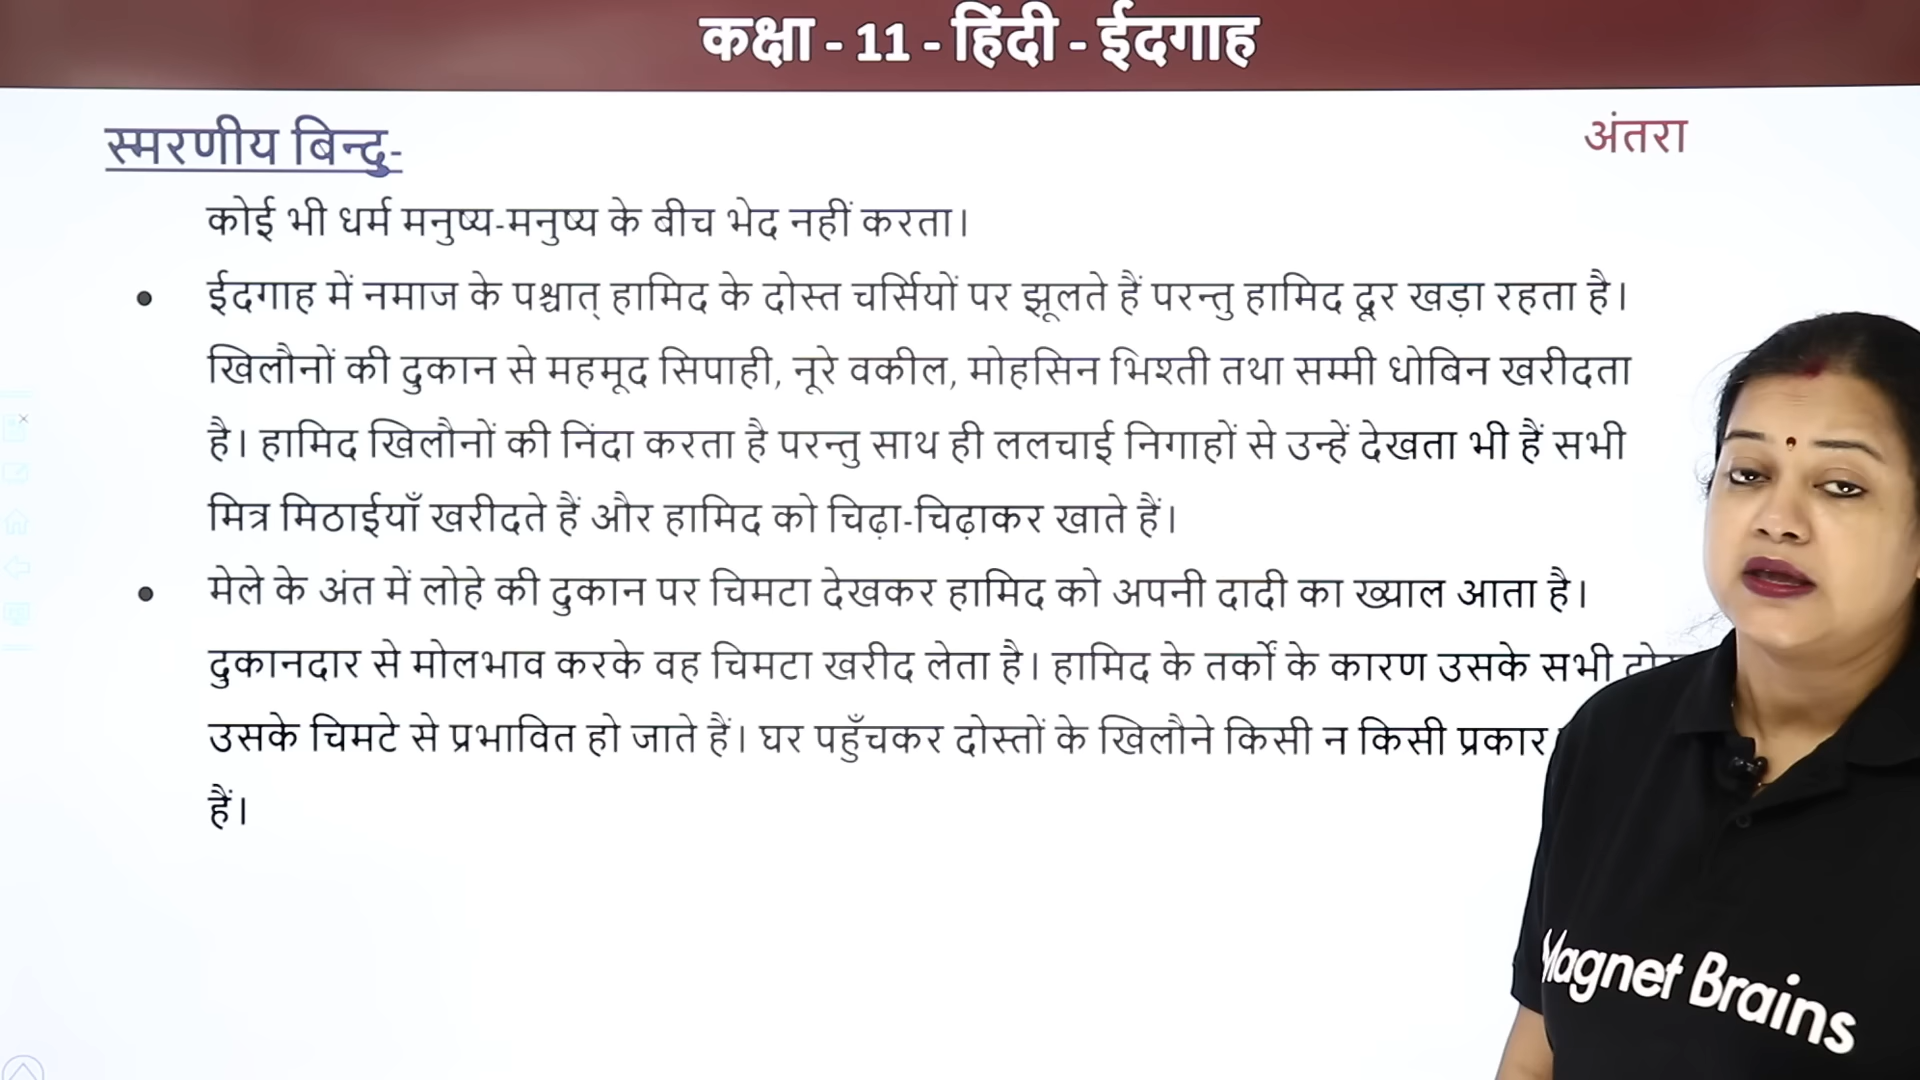 कक्षा - 11 - हिंदी - ईदगाह
स्मरणीय बिन्दु-
अंतरा
कोई भी धर्म मनुष्य-मनुष्य के बीच भेद नहीं करता।
• ईदगाह में नमाज के पश्चात् हामिद के दोस्त चर्सियों पर झूलते हैं परन्तु हामिद दूर खड़ा रहता है।
खिलौनों की दुकान से महमूद सिपाही, नूरे वकील, मोहसिन भिश्ती तथा सम्मी धोबिन खरीदता
है। हामिद खिलौनों की निंदा करता है परन्तु साथ ही ललचाई निगाहों से उन्हें देखता भी हैं सभी
मित्र मिठाईयाँ खरीदते हैं और हामिद को चिढ़ा-चिढ़ाकर खाते हैं।
• मेले के अंत में लोहे की दुकान पर चिमटा देखकर हामिद को अपनी दादी का ख्याल आता है।
दुकानदार से मोलभाव करके वह चिमटा खरीद लेता है। हामिद के तर्कों के कारण उसके सभी
उसके चिमटे से प्रभावित हो जाते हैं। घर पहुँचकर दोस्तों के खिलौने किसी न किसी प्रकार
हैं।
Magnet Brains